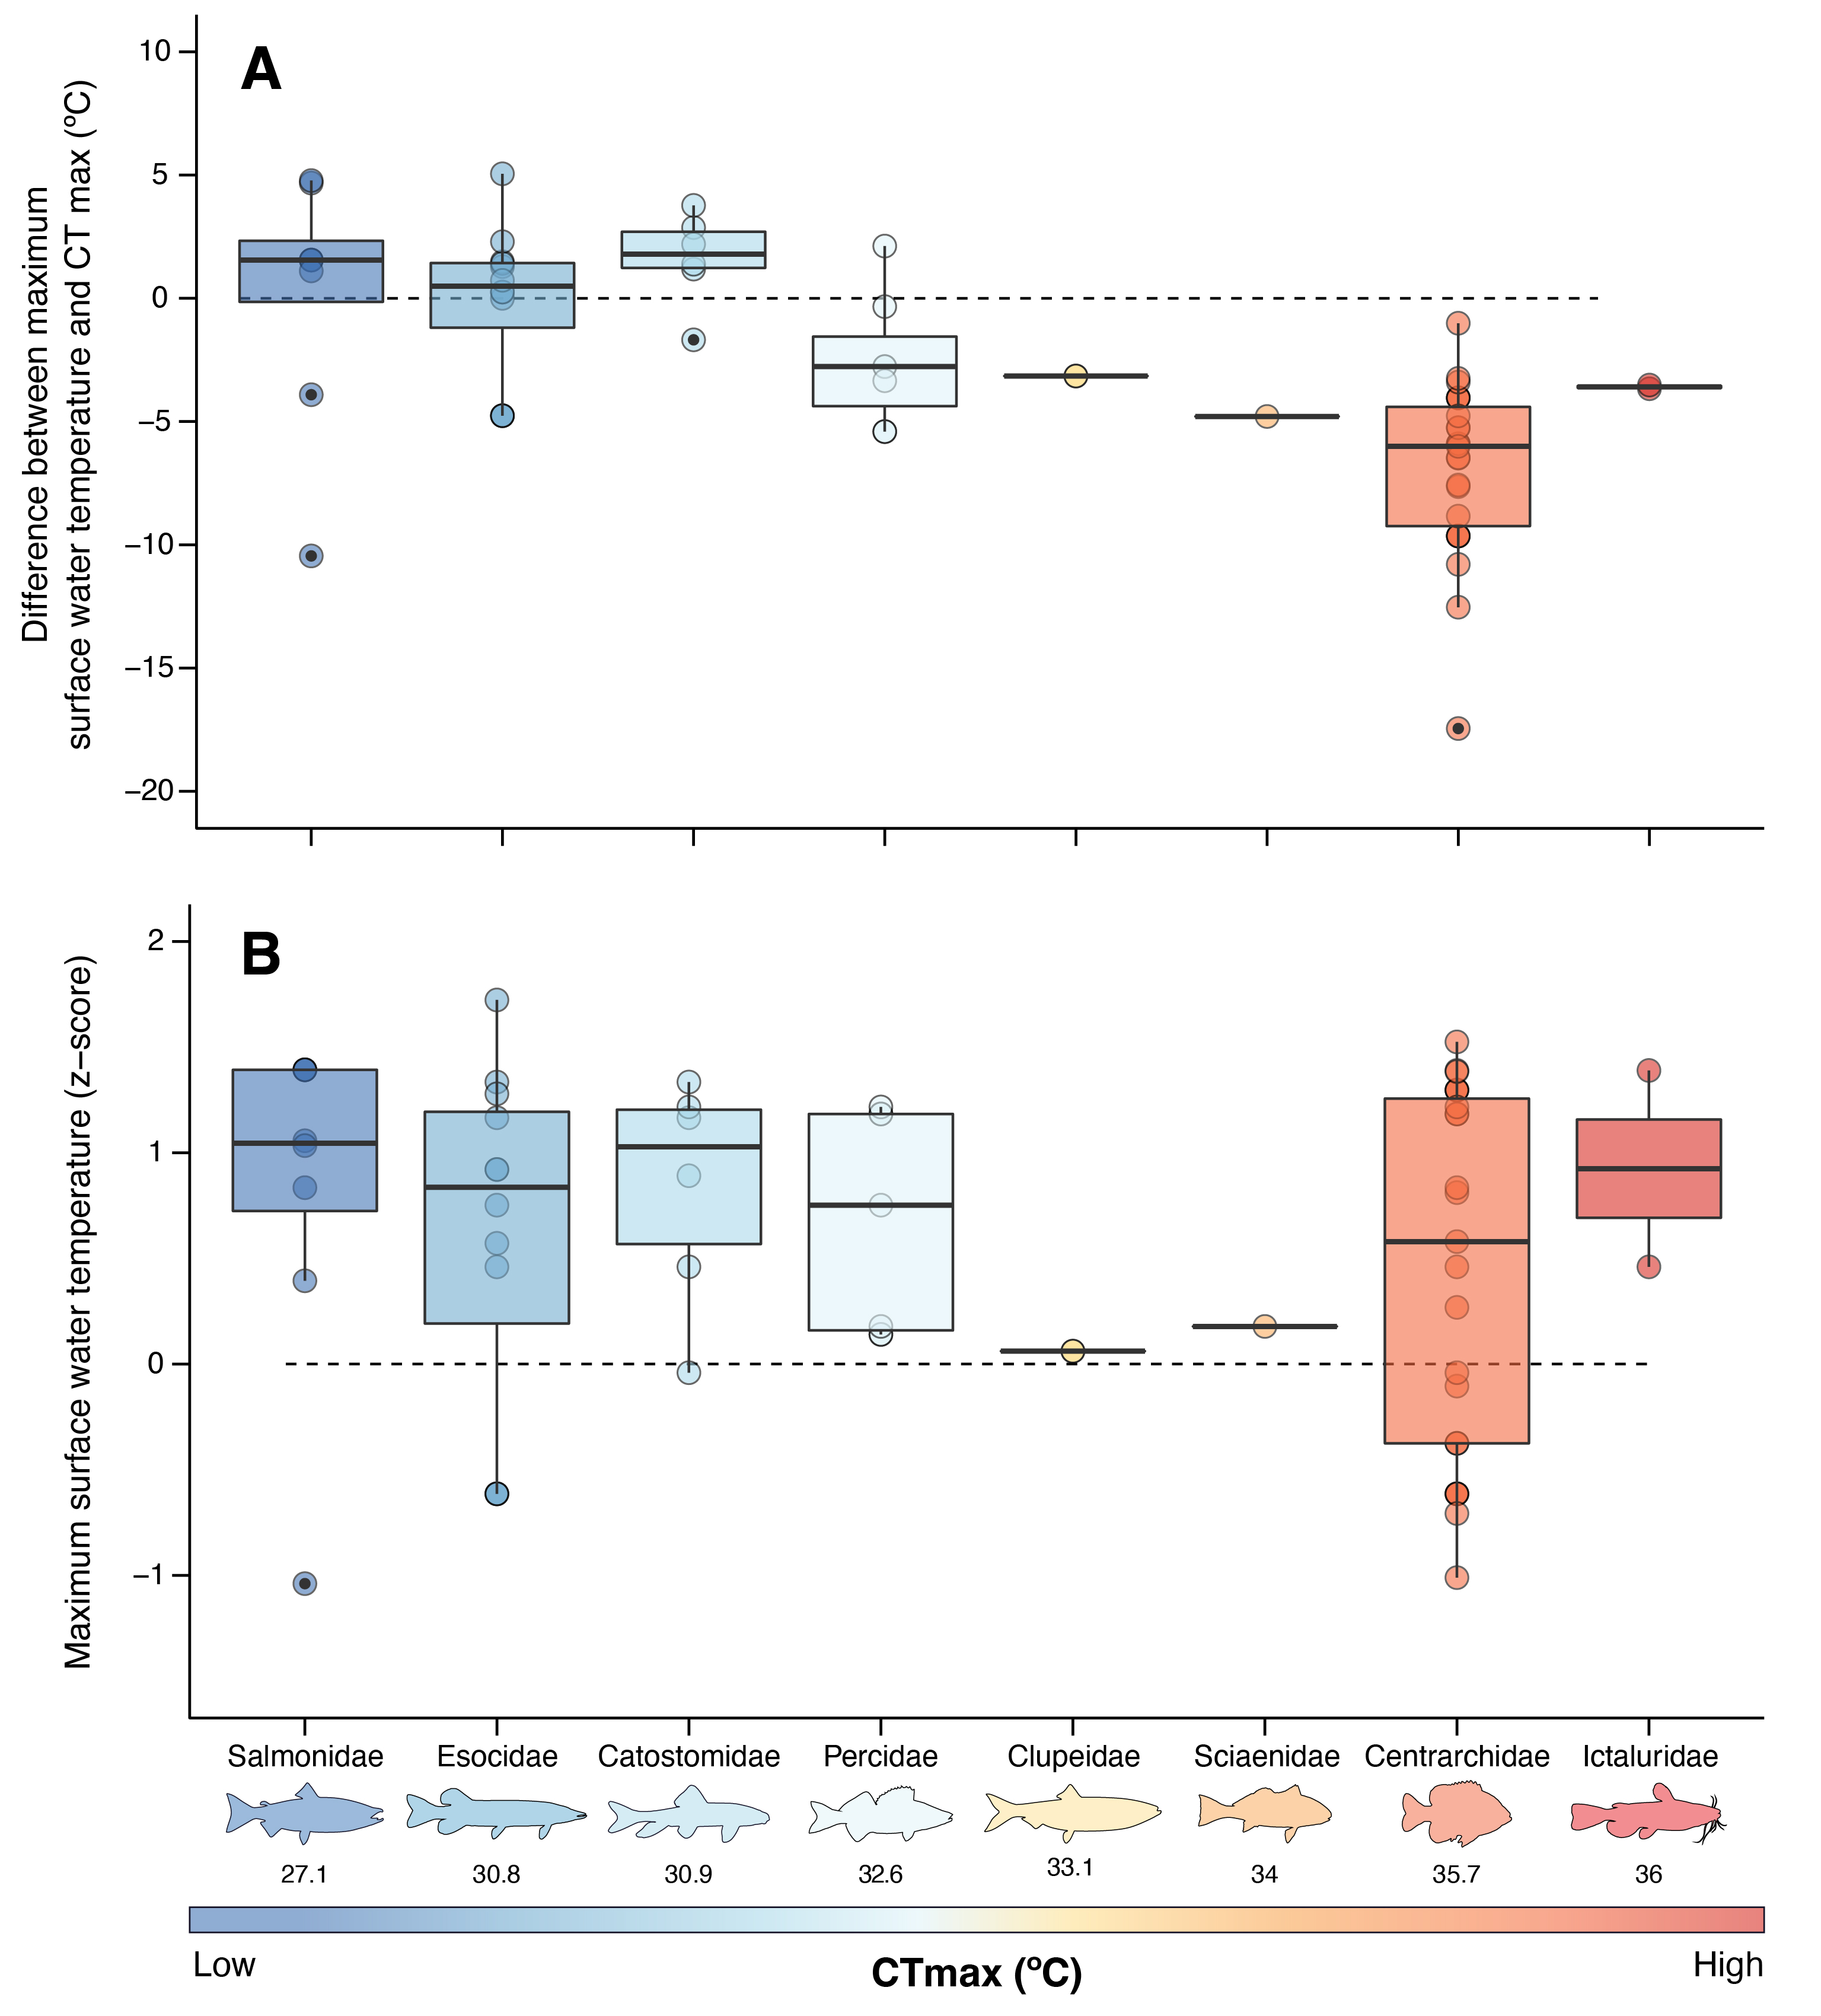 A
Difference between maximum
surface water temperature and CT max (ºC)
10
5
0
−5
−10
−15
−20
B
Maximum surface water temperature (z−score)
2
1
0
−1
Salmonidae Esocidae Catostomidae Percidae Clupeidae Sciaenidae Centrarchidae Ictaluridae
27.1 30.8 30.9 32.6 33.1 34 35.7 36
Low CTmax (ºC) High